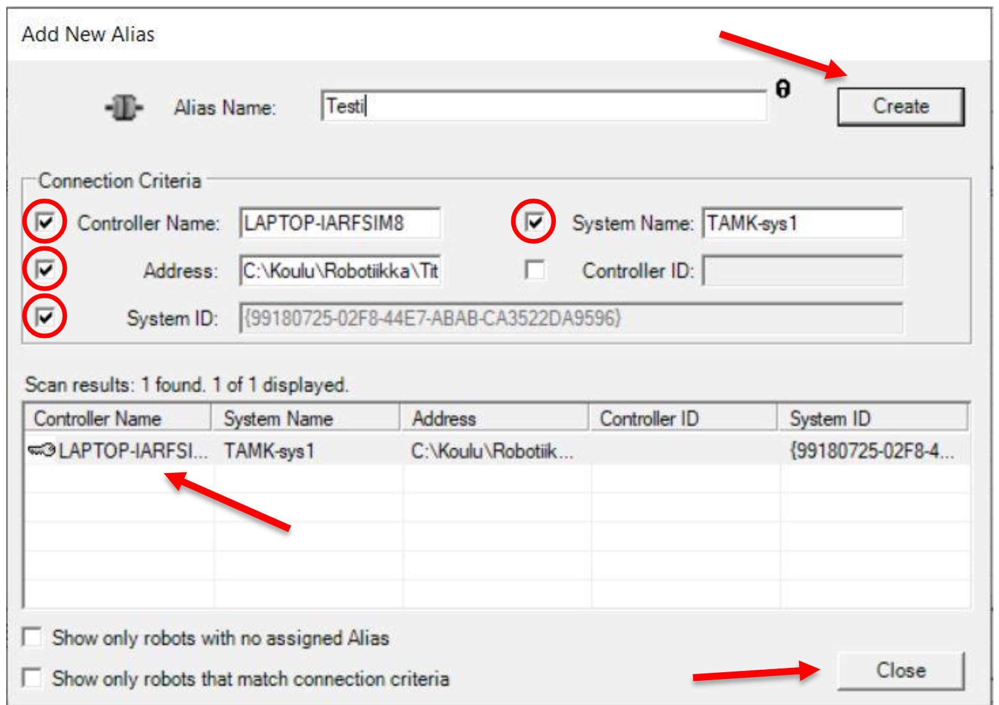 Add New Alias
Alias Name: Testi Create
Connection Criteria
Controller Name: LAPTOP-IARFSIM8 System Name: TAMK-sys1
Address: C:\Koulu\Robotiikka\Tit Controller ID:
System ID: {99180725-02F8-44E7-ABAB-CA3522DA9596}
Scan results: 1 found. 1 of 1 displayed.
Controller Name System Name Address Controller ID System ID
LAPTOP-IARFSI... TAMK-sys1 C:\Koulu\Robotiik... {99180725-02F8-4...
Show only robots with no assigned Alias
Show only robots that match connection criteria
Close